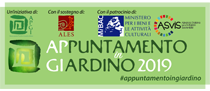 Un'iniziativa di:
Con il sostegno di:
Con il patrocinio di:
ALES
MiBAC
MINISTERO
PER I BENI E
LE ATTIVITÀ
CULTURALI
ASVIS
APPUNTAMENTO
IN
GIARDINO 2019
#appuntamentoingiardino